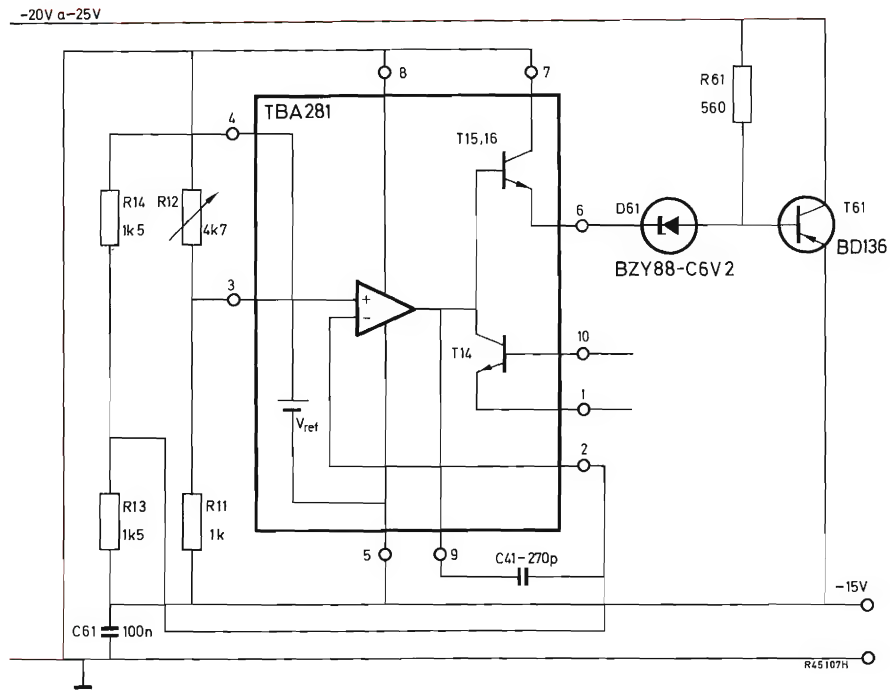 -20V a-25V
8
7
R61
560
TBA281
4
T15,16
R14
1k5
R12
4k7
6
D61
T61
BD136
BZY88-C6V2
3
+
-
10
T14
1
Vref
2
R13
1k5
R11
1k
5
9
C41-270p
-15V
C61
100n
R45107H